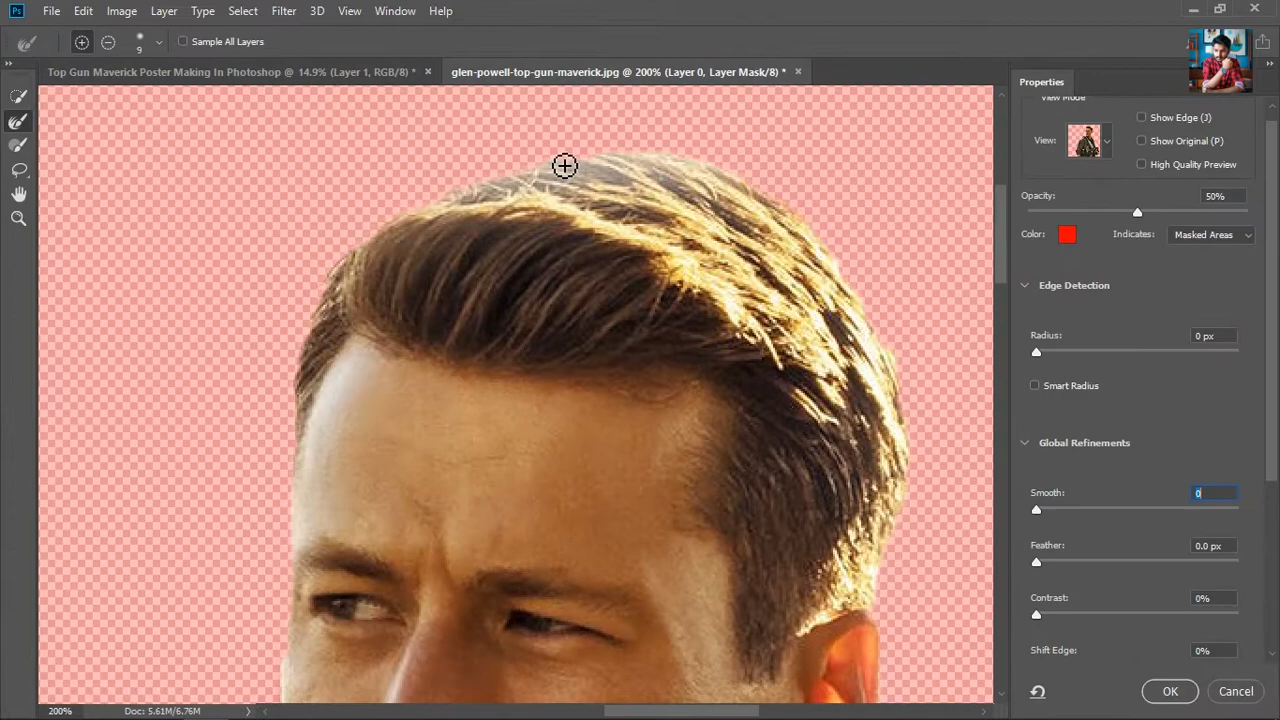 Ps File Edit Image Layer Type Select Filter 3D View Window Help
9 Sample All Layers
Top Gun Maverick Poster Making In Photoshop @ 14.9% (Layer 1, RGB/8) * × glen-powell-top-gun-maverick.jpg @ 200% (Layer 0, Layer Mask/8) * ×
Properties
View Mode
Show Edge (J)
View:
Show Original (P)
High Quality Preview
Opacity: 50%
Color: Indicates: Masked Areas
Edge Detection
Radius: 0 px
Smart Radius
Global Refinements
Smooth: 0
Feather: 0.0 px
Contrast: 0%
Shift Edge: 0%
OK Cancel
200% Doc: 5.61M/6.76M